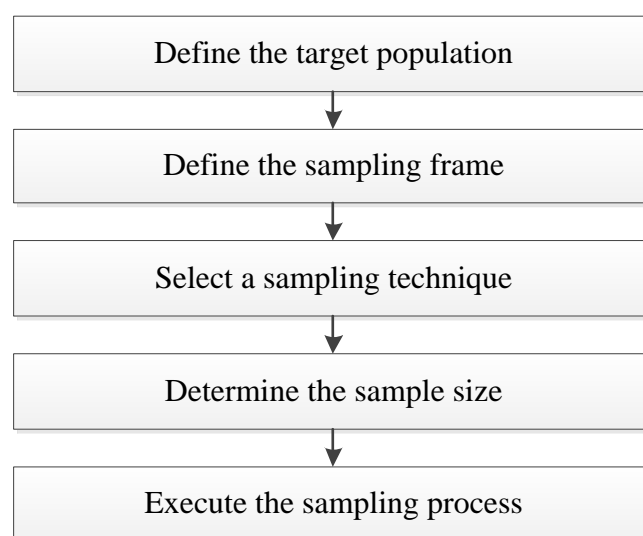 Define the target population
Define the sampling frame
Select a sampling technique
Determine the sample size
Execute the sampling process